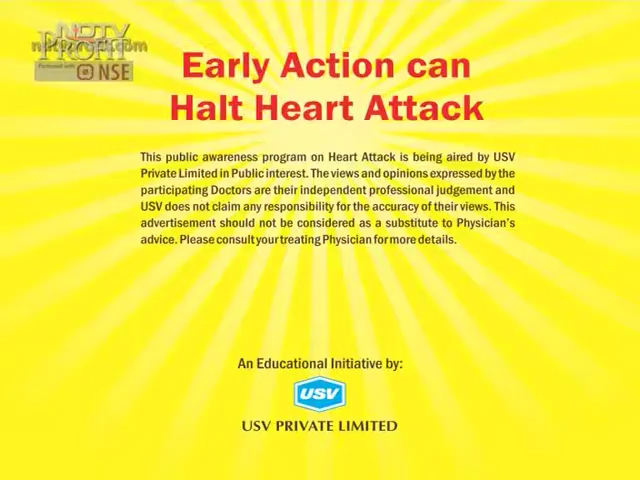 NDTV
PROFIT
NSE
Early Action can
Halt Heart Attack
This public awareness program on Heart Attack is being aired by USV
Private Limited in Public interest. The views and opinions expressed by the
participating Doctors are their independent professional judgement and
USV does not claim any responsibility for the accuracy of their views. This
advertisement should not be considered as a substitute to Physician's
advice. Please consult your treating Physician for more details.
An Educational Initiative by:
USV
USV PRIVATE LIMITED